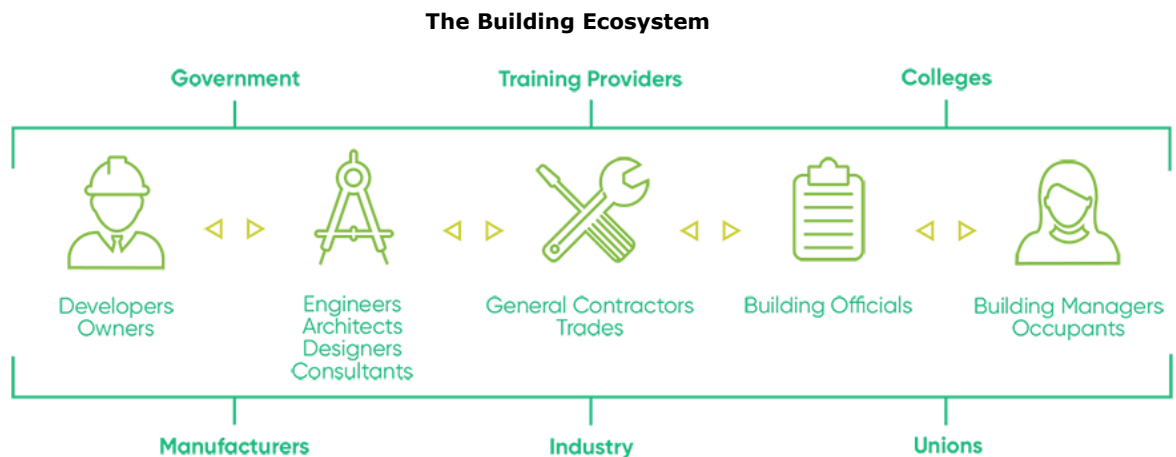 The Building Ecosystem
Government
Training Providers
Colleges
Developers
Owners
Engineers
Architects
Designers
Consultants
General Contractors
Trades
Building Officials
Building Managers
Occupants
Manufacturers
Industry
Unions